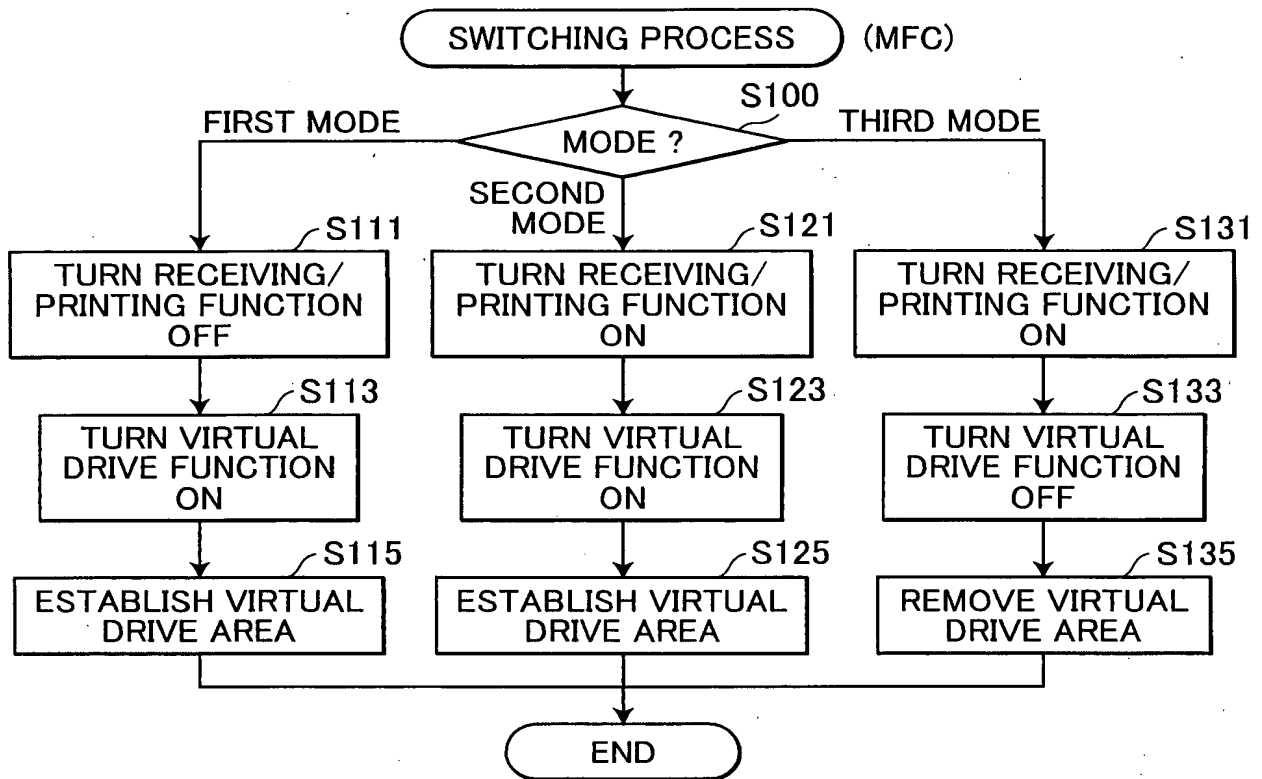 SWITCHING PROCESS (MFC)
S100
FIRST MODE
MODE ?
THIRD MODE
SECOND
MODE
S111
TURN RECEIVING/
PRINTING FUNCTION
OFF
S121
TURN RECEIVING/
PRINTING FUNCTION
ON
S131
TURN RECEIVING/
PRINTING FUNCTION
ON
S113
TURN VIRTUAL
DRIVE FUNCTION
ON
S123
TURN VIRTUAL
DRIVE FUNCTION
ON
S133
TURN VIRTUAL
DRIVE FUNCTION
OFF
S115
ESTABLISH VIRTUAL
DRIVE AREA
S125
ESTABLISH VIRTUAL
DRIVE AREA
S135
REMOVE VIRTUAL
DRIVE AREA
END